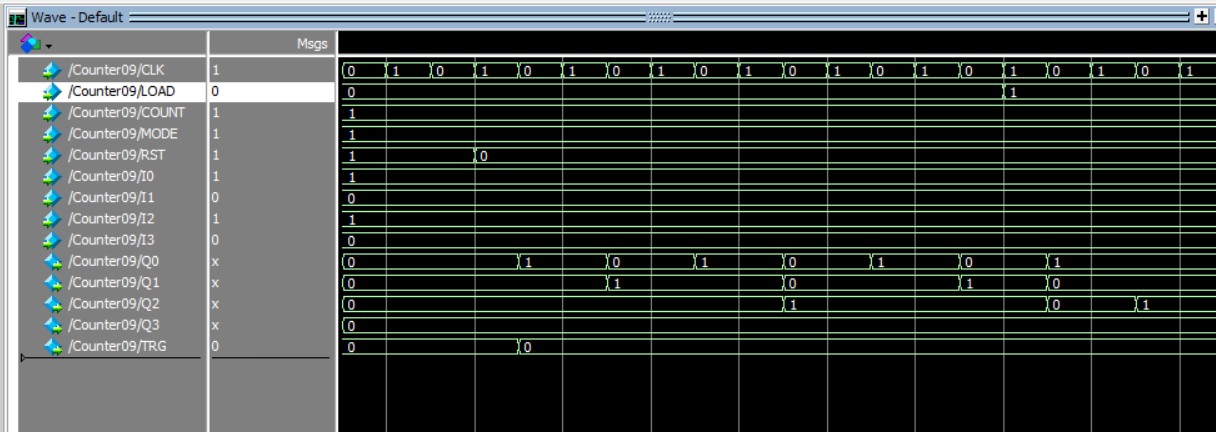 Wave - Default
Msgs
/Counter09/CLK 1 0 1 0 1 0 1 0 1 0 1 0 1 0 1 0 1 0 1 0 1
/Counter09/LOAD 0 0 1
/Counter09/COUNT 1 1
/Counter09/MODE 1 1
/Counter09/RST 1 1 0
/Counter09/I0 1 1
/Counter09/I1 0 0
/Counter09/I2 1 1
/Counter09/I3 0 0
/Counter09/Q0 x 0 1 0 1 0 1 0 1
/Counter09/Q1 x 0 1 0 1 0
/Counter09/Q2 x 0 1 0 1
/Counter09/Q3 x 0
/Counter09/TRG 0 0 0